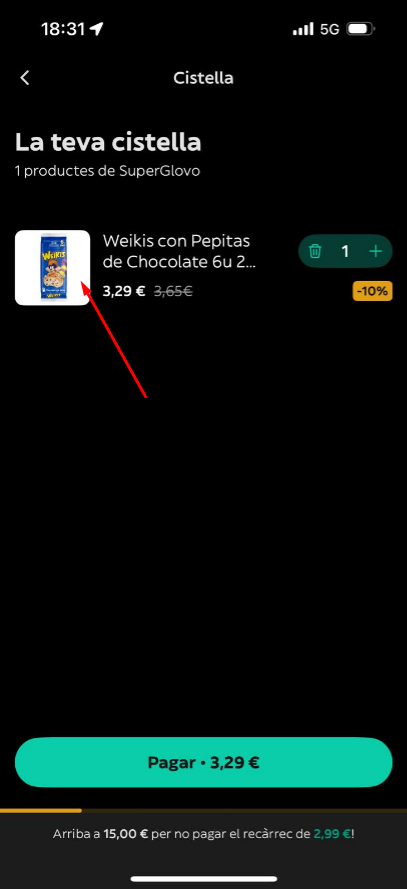 18:31
5G
Cistella
La teva cistella
1 productes de SuperGlovo
WEIKIS
Weikis con Pepitas
de Chocolate 6u 2...
1
3,29 € 3,65€
-10%
Pagar • 3,29 €
Arriba a 15,00 € per no pagar el recàrrec de 2,99 €!